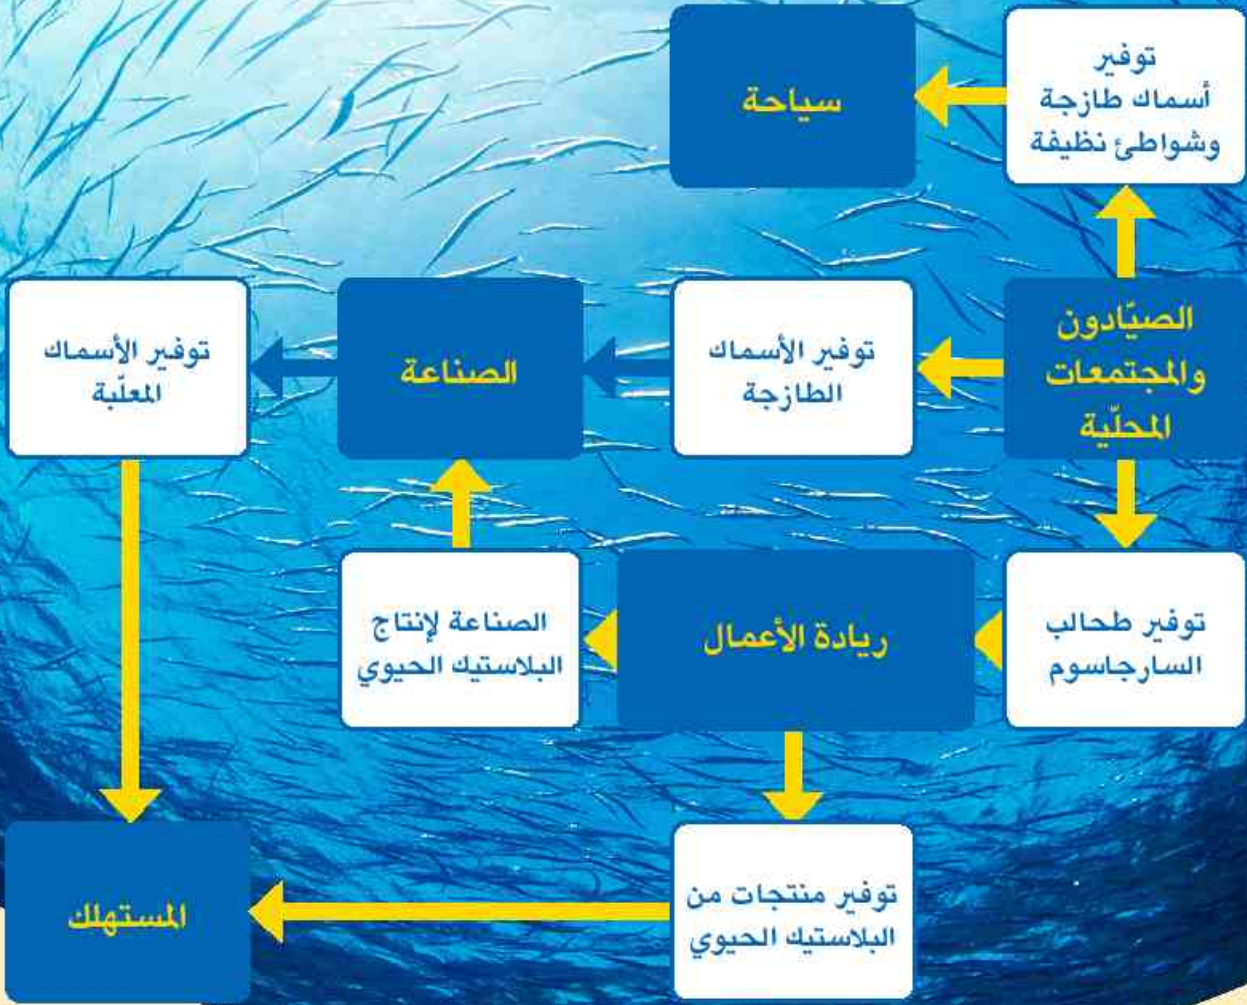 توفير
أسماك طازجة
وشواطئ نظيفة
سياحة
الصيّادون
والمجتمعات
المحلّية
توفير الأسماك
الطازجة
الصناعة
توفير الأسماك
المعلّبة
توفير طحالب
السارجاسوم
ريادة الأعمال
الصناعة لإنتاج
البلاستيك الحيوي
توفير منتجات من
البلاستيك الحيوي
المستهلك